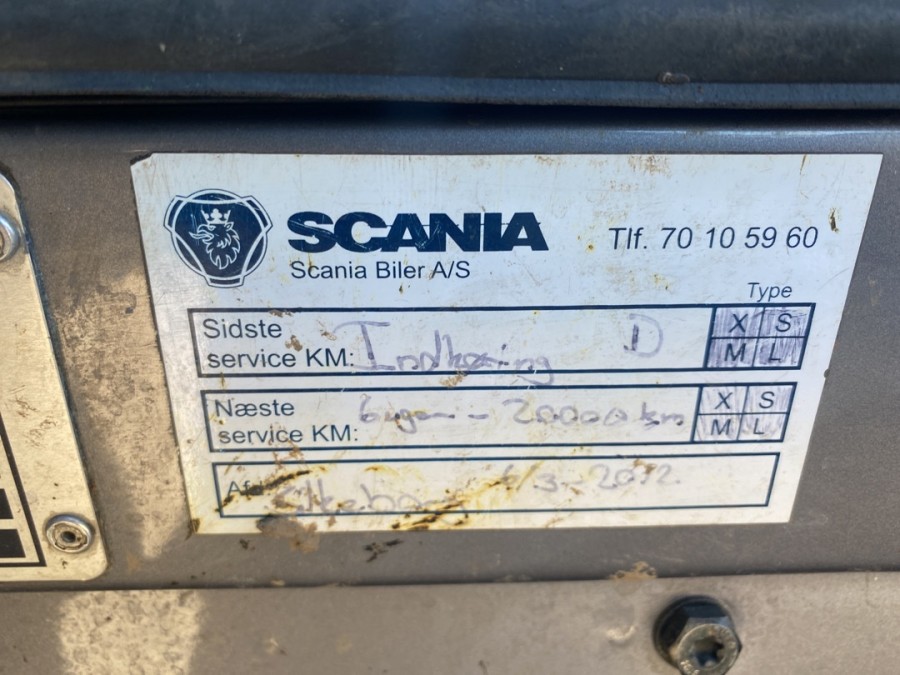 SCANIA
Scania Biler A/S
Tlf. 70 10 59 60
Type
Sidste
service KM: Indkøring D
X S
M L
Næste
service KM: 20000 km
X S
M L
3-2012